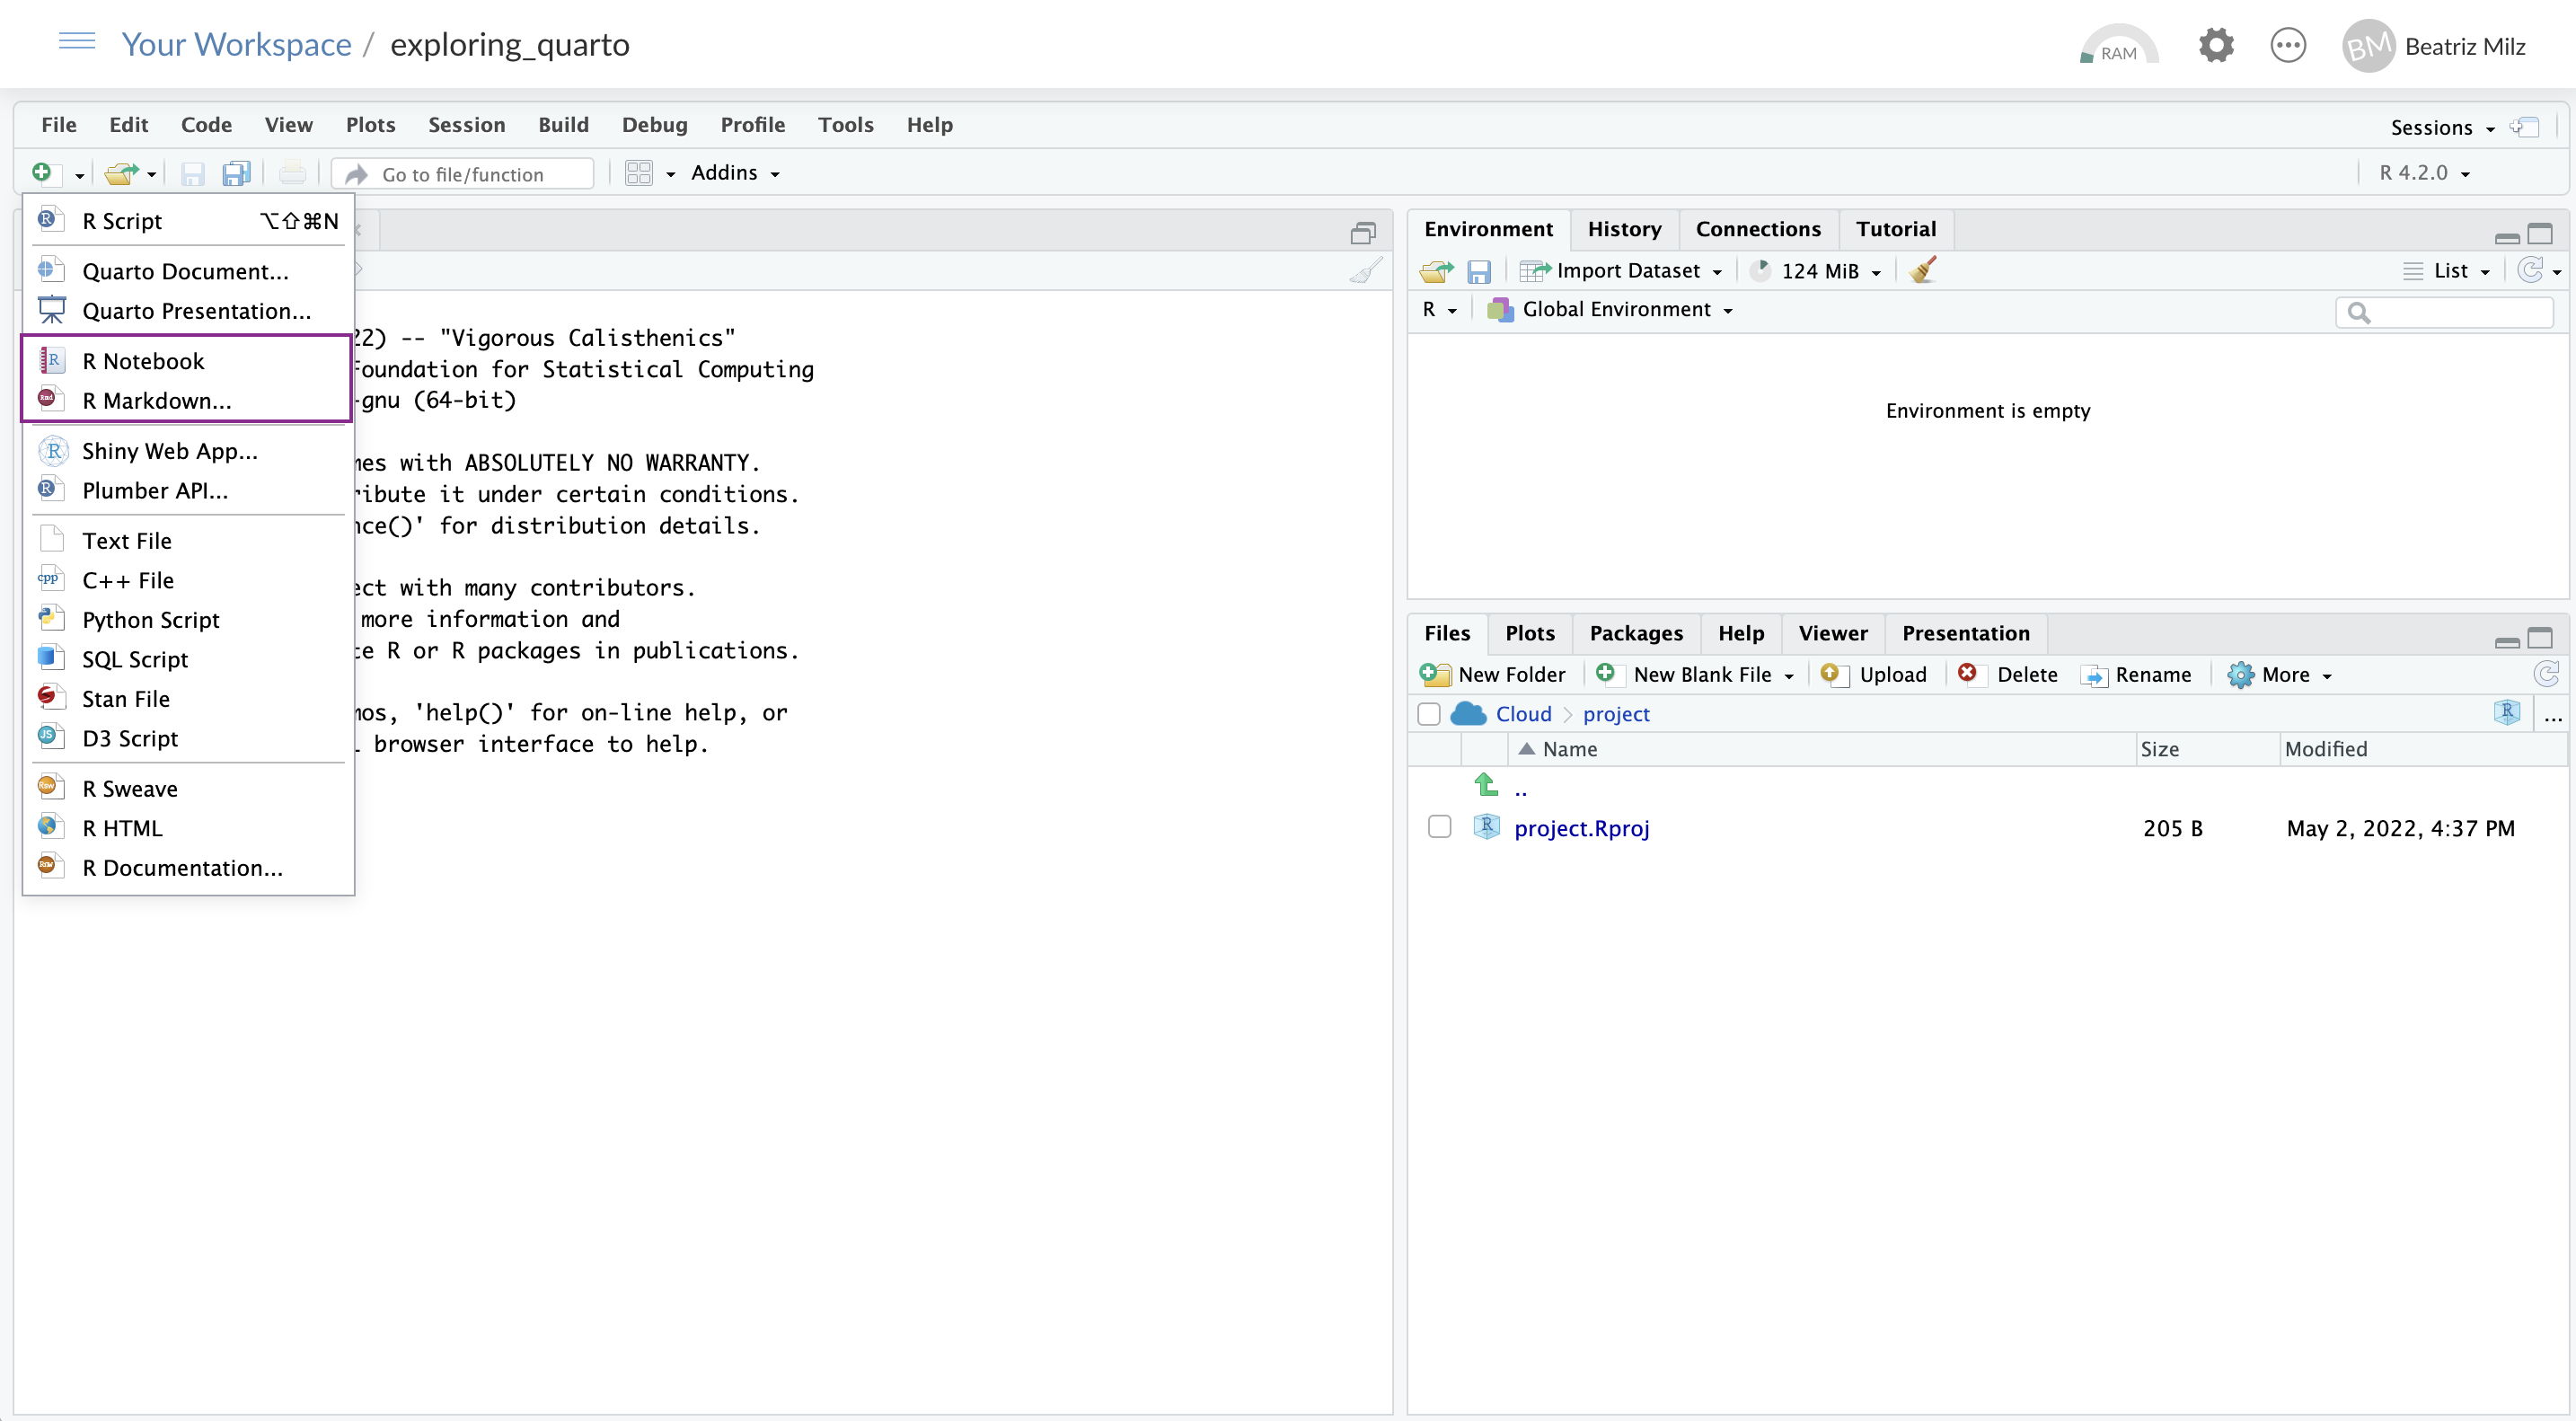 Your Workspace / exploring_quarto
RAM
BM Beatriz Milz
File Edit Code View Plots Session Build Debug Profile Tools Help
Sessions
Go to file/function
Addins
R 4.2.0
R Script ⌥⇧⌘N
Quarto Document...
Quarto Presentation...
R Notebook
R Markdown...
Shiny Web App...
Plumber API...
Text File
C++ File
Python Script
SQL Script
Stan File
D3 Script
R Sweave
R HTML
R Documentation...
22) -- "Vigorous Calisthenics"
Foundation for Statistical Computing
-gnu (64-bit)
mes with ABSOLUTELY NO WARRANTY.
ribute it under certain conditions.
nce()' for distribution details.
ect with many contributors.
more information and
te R or R packages in publications.
mos, 'help()' for on-line help, or
browser interface to help.
Environment History Connections Tutorial
Import Dataset 124 MiB List
R Global Environment
Environment is empty
Files Plots Packages Help Viewer Presentation
New Folder New Blank File Upload Delete Rename More
Cloud project ...
Name Size Modified
..
project.Rproj 205 B May 2, 2022, 4:37 PM